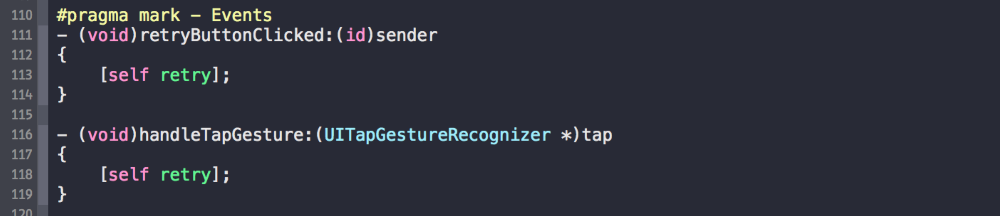 110 #pragma mark - Events
111 - (void)retryButtonClicked:(id)sender
112 {
113     [self retry];
114 }
115
116 - (void)handleTapGesture:(UITapGestureRecognizer *)tap
117 {
118     [self retry];
119 }
120